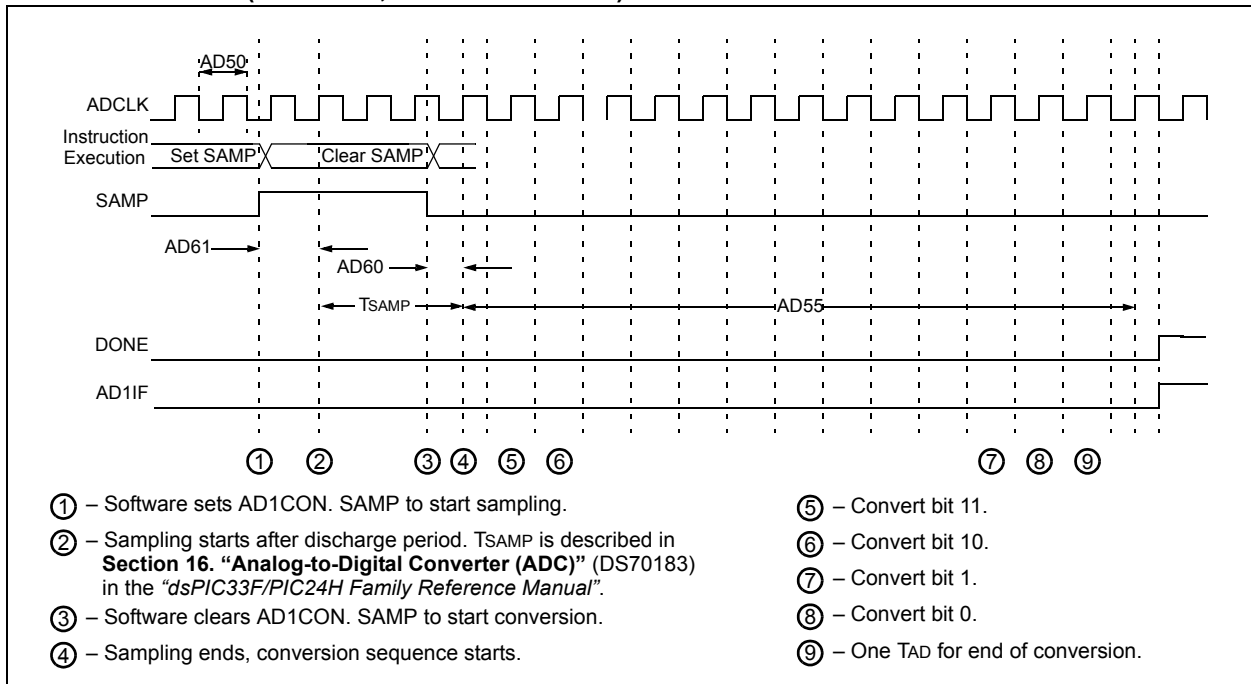 AD50
ADCLK
Instruction
Execution
Set SAMP
Clear SAMP
SAMP
AD61
AD60
TSAMP
AD55
DONE
AD1IF
1 2 3 4 5 6 7 8 9
1 – Software sets AD1CON. SAMP to start sampling.
2 – Sampling starts after discharge period. TSAMP is described in
Section 16. “Analog-to-Digital Converter (ADC)” (DS70183)
in the “dsPIC33F/PIC24H Family Reference Manual”.
3 – Software clears AD1CON. SAMP to start conversion.
4 – Sampling ends, conversion sequence starts.
5 – Convert bit 11.
6 – Convert bit 10.
7 – Convert bit 1.
8 – Convert bit 0.
9 – One TAD for end of conversion.